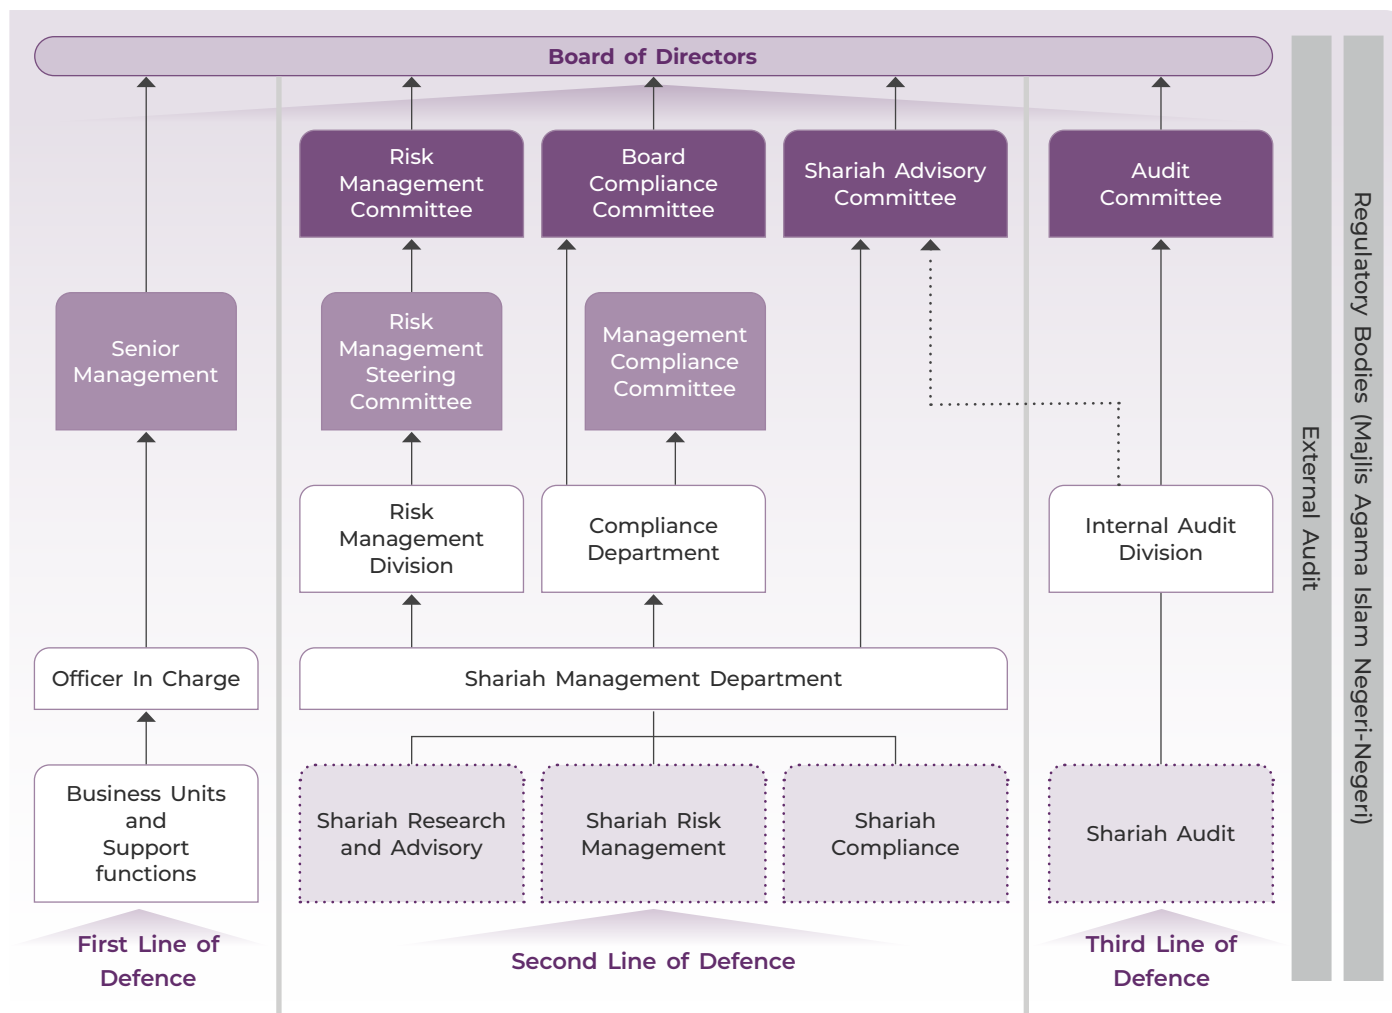 Board of Directors
Risk
Management
Committee
Board
Compliance
Committee
Shariah Advisory
Committee
Audit
Committee
Senior
Management
Risk
Management
Steering
Committee
Management
Compliance
Committee
Risk
Management
Division
Compliance
Department
Internal Audit
Division
Officer In Charge
Shariah Management Department
Business Units
and
Support
functions
Shariah Research
and Advisory
Shariah Risk
Management
Shariah
Compliance
Shariah Audit
First Line of
Defence
Second Line of Defence
Third Line of
Defence
External Audit
Regulatory Bodies (Majlis Agama Islam Negeri-Negeri)